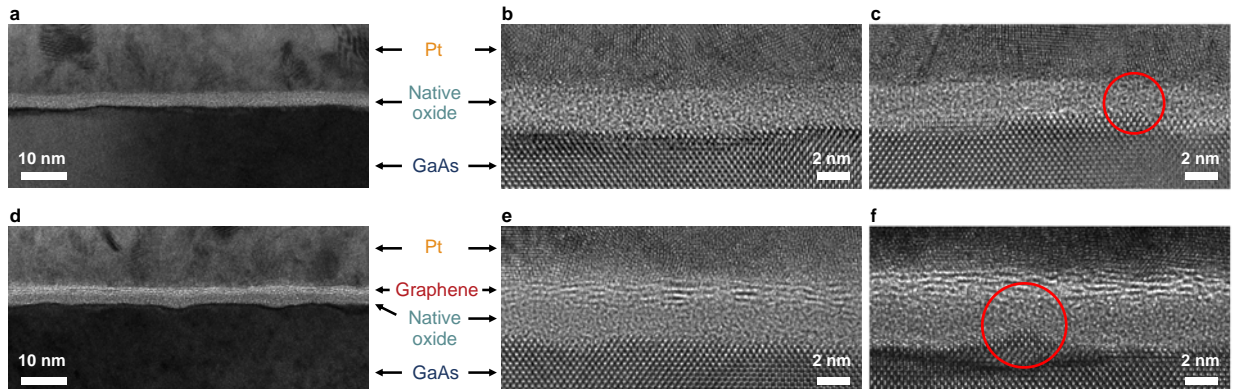 a
b
c
Pt
Native
oxide
GaAs
10 nm
2 nm
2 nm
d
e
f
Pt
Graphene
Native
oxide
GaAs
10 nm
2 nm
2 nm